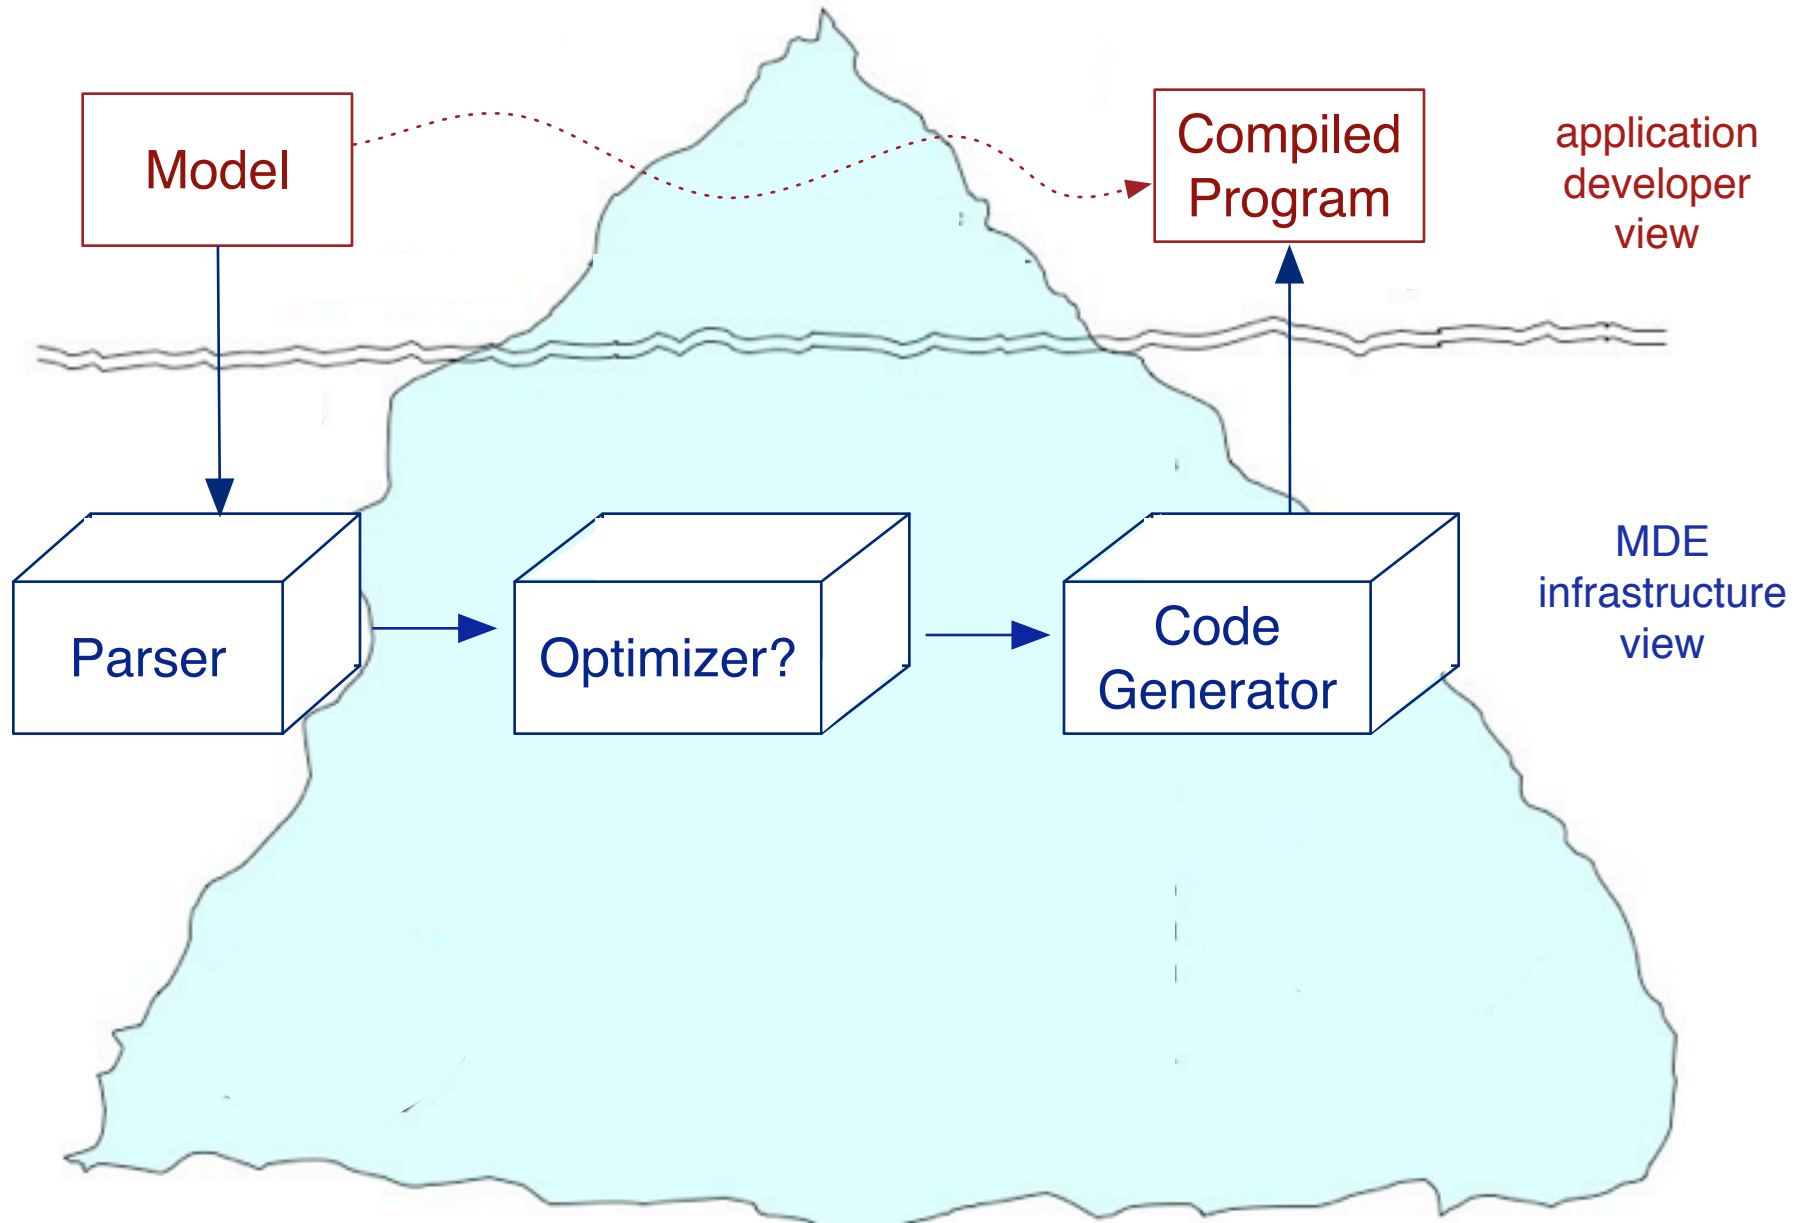 Model
Compiled
Program
application
developer
view
Parser
Optimizer?
Code
Generator
MDE
infrastructure
view